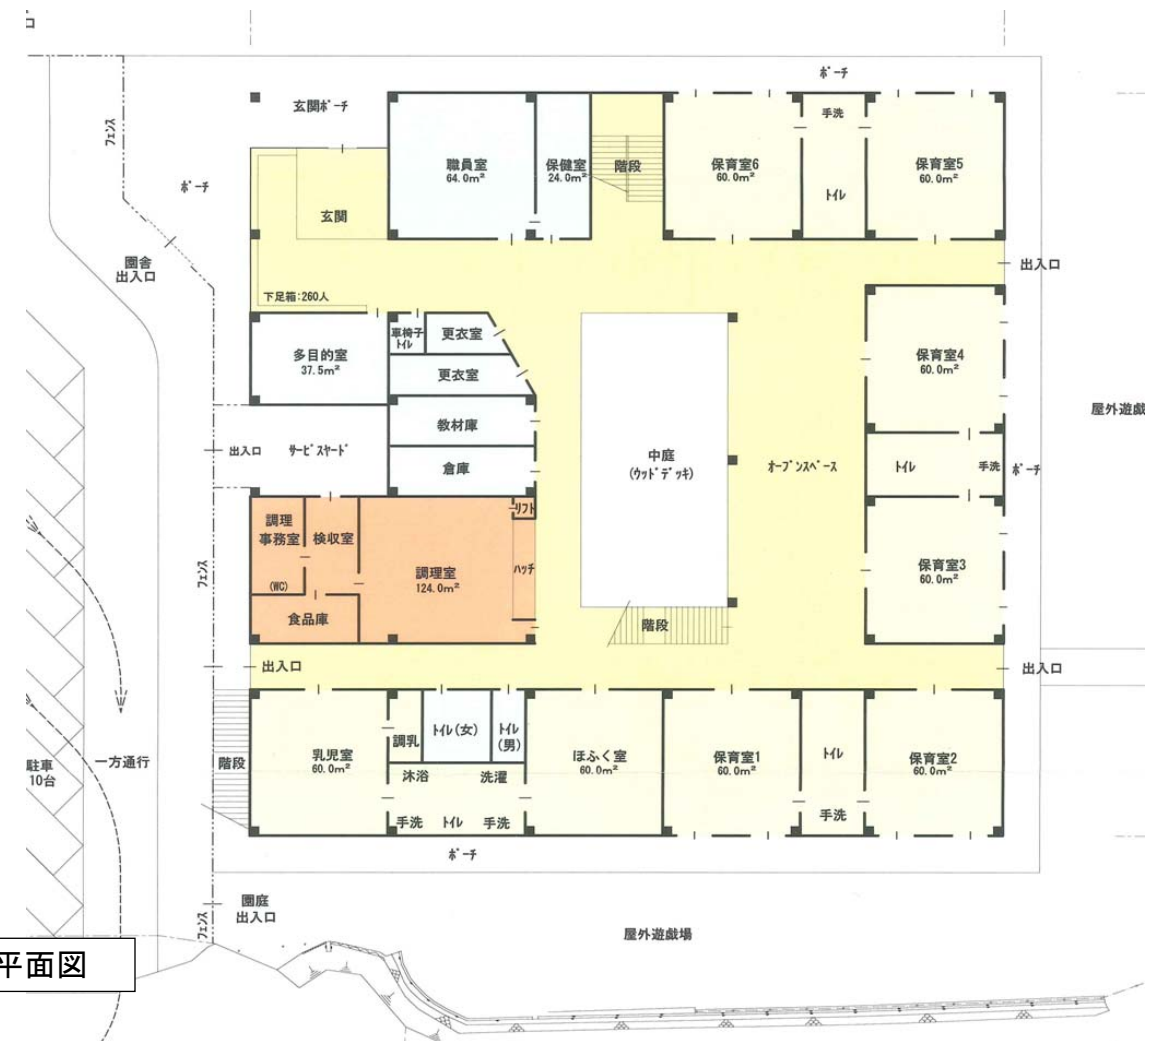 ポーチ
玄関ポーチ
手洗
フェンス
職員室
64.0m²
保健室
24.0m²
階段
保育室6
60.0m²
保育室5
60.0m²
トイレ
ポーチ
玄関
園舎
出入口
出入口
下足箱：260人
車椅子
トイレ
更衣室
多目的室
37.5m²
保育室4
60.0m²
更衣室
屋外遊戯
教材庫
出入口
サービスヤード
中庭
(ウッドデッキ)
オープンスペース
倉庫
トイレ
手洗
ポーチ
リフト
調理
事務室
検収室
調理室
124.0m²
ハッチ
保育室3
60.0m²
フェンス
(WC)
食品庫
階段
出入口
出入口
調乳
トイレ(女)
トイレ
(男)
駐車
10台
一方通行
階段
乳児室
60.0m²
ほふく室
60.0m²
保育室1
60.0m²
トイレ
保育室2
60.0m²
沐浴
洗濯
手洗
トイレ
手洗
手洗
ポーチ
フェンス
園庭
出入口
屋外遊戯場
平面図